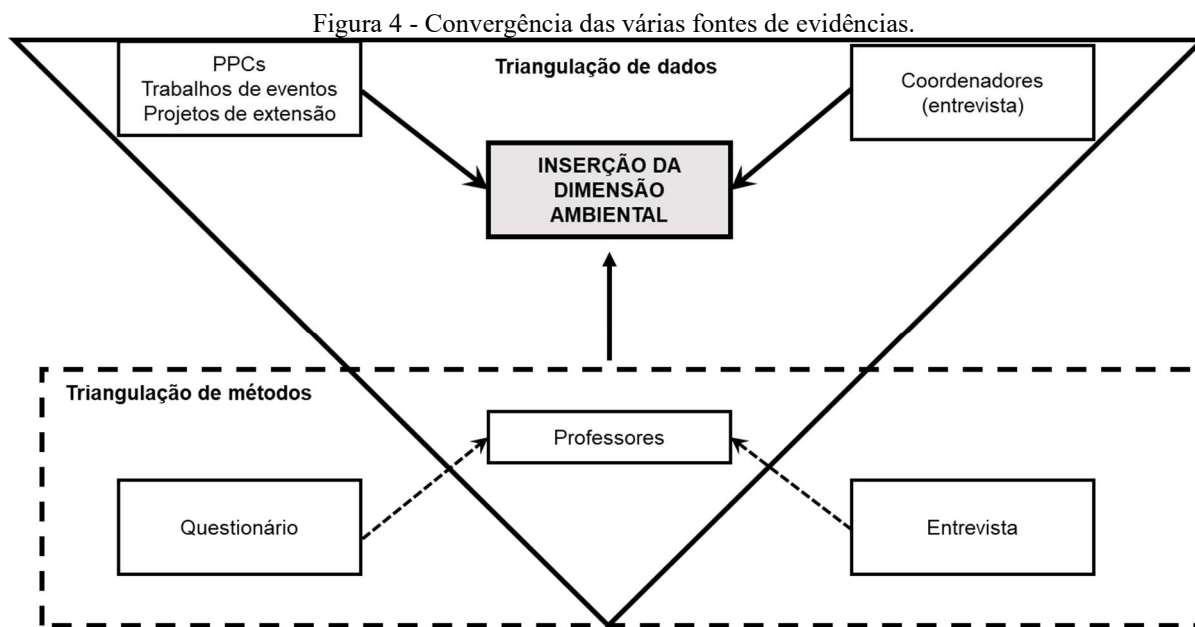 Figura 4 - Convergência das várias fontes de evidências.
PPCs
Trabalhos de eventos
Projetos de extensão
Triangulação de dados
Coordenadores
(entrevista)
INSERÇÃO DA
DIMENSÃO
AMBIENTAL
Triangulação de métodos
Professores
Questionário
Entrevista